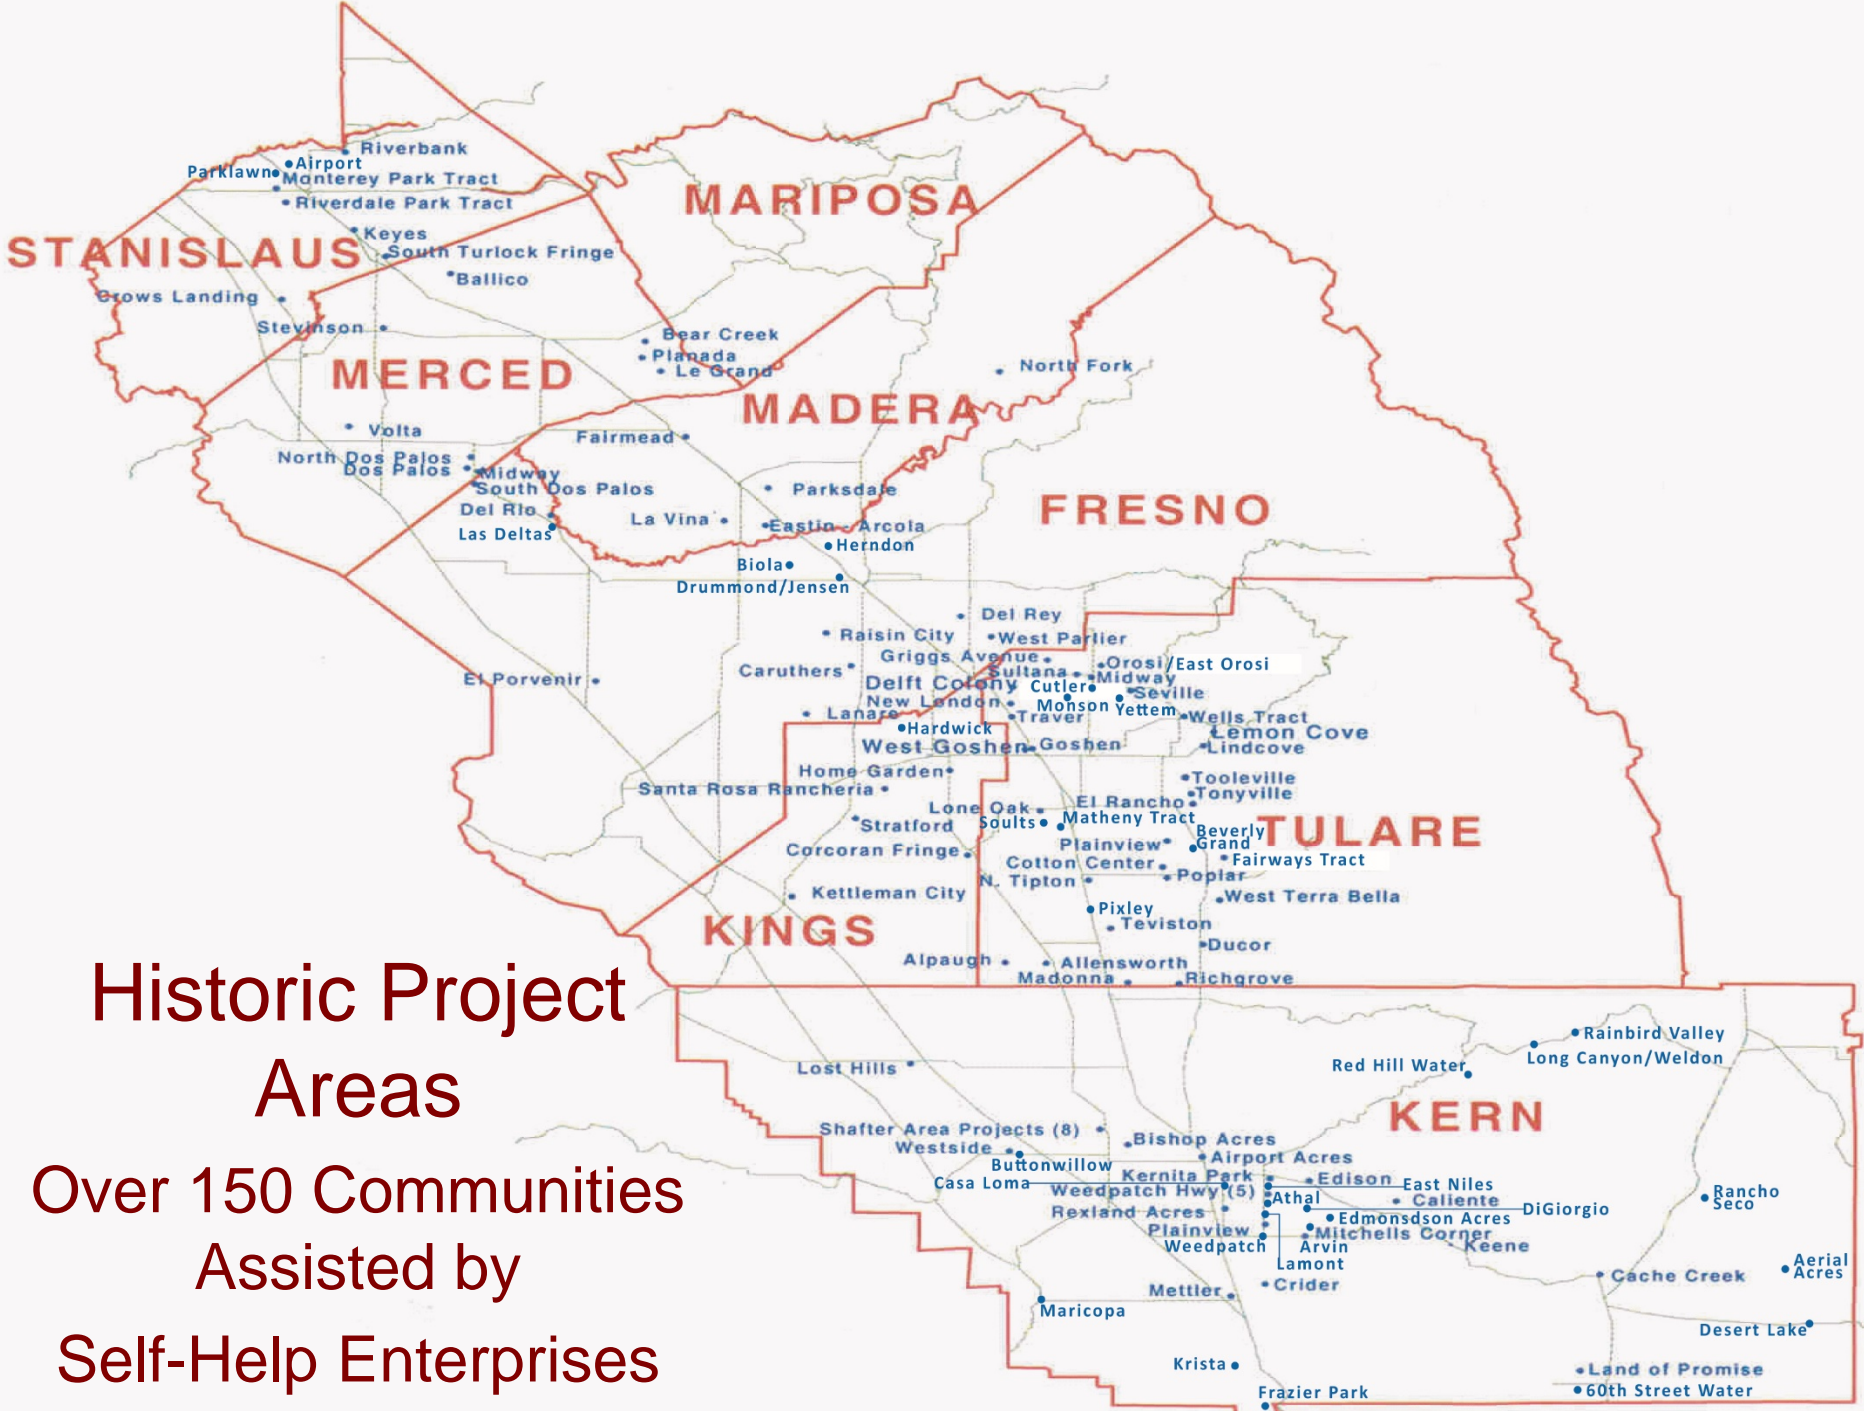 Riverbank
Airport
Parklawn
Monterey Park Tract
Riverdale Park Tract
MARIPOSA
Keyes
STANISLAUS
South Turlock Fringe
Ballico
Crows Landing
Stevinson
Bear Creek
Planada
Le Grand
North Fork
MERCED
MADERA
Volta
Fairmead
North Dos Palos
Dos Palos
Midway
South Dos Palos
Parksdale
Del Rio
La Vina
Eastin - Arcola
FRESNO
Las Deltas
Herndon
Biola
Drummond/Jensen
Del Rey
Raisin City
West Parlier
Griggs Avenue
Orosi/East Orosi
Caruthers
Sultana
Midway
El Porvenir
Delft Colony
Cutler
Seville
New London
Monson
Yettem
Lanare
Traver
Wells Tract
Hardwick
Lemon Cove
West Goshen
Goshen
Lindcove
Home Garden
Tooleville
Santa Rosa Rancheria
Tonyville
Lone Oak
El Rancho
Soults
Matheny Tract
Stratford
Beverly
Grand
TULARE
Plainview
Corcoran Fringe
Cotton Center
Fairways Tract
N. Tipton
Poplar
Kettleman City
West Terra Bella
Pixley
KINGS
Teviston
Ducor
Alpaugh
Allensworth
Madonna
Richgrove
Historic Project
Areas
Over 150 Communities
Assisted by
Self-Help Enterprises
Rainbird Valley
Long Canyon/Weldon
Red Hill Water
Lost Hills
KERN
Shafter Area Projects (8)
Bishop Acres
Westside
Airport Acres
Buttonwillow
Kernita Park
Edison
Casa Loma
East Niles
Weedpatch Hwy (5)
Athal
Caliente
Rancho
Seco
Rexland Acres
DiGiorgio
Edmonsdson Acres
Plainview
Mitchells Corner
Weedpatch
Arvin
Keene
Lamont
Aerial
Acres
Cache Creek
Crider
Mettler
Maricopa
Desert Lake
Krista
Land of Promise
60th Street Water
Frazier Park